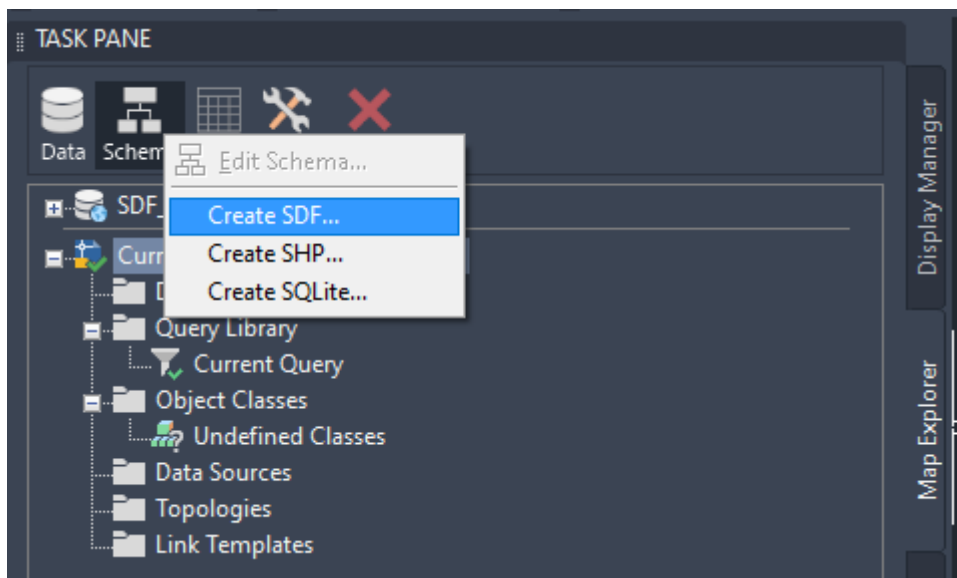 TASK PANE
Data
Schem
Edit Schema...
Create SDF...
Create SHP...
Create SQLite...
SDF_
Curr
D
Query Library
Current Query
Object Classes
Undefined Classes
Data Sources
Topologies
Link Templates
Display Manager
Map Explorer